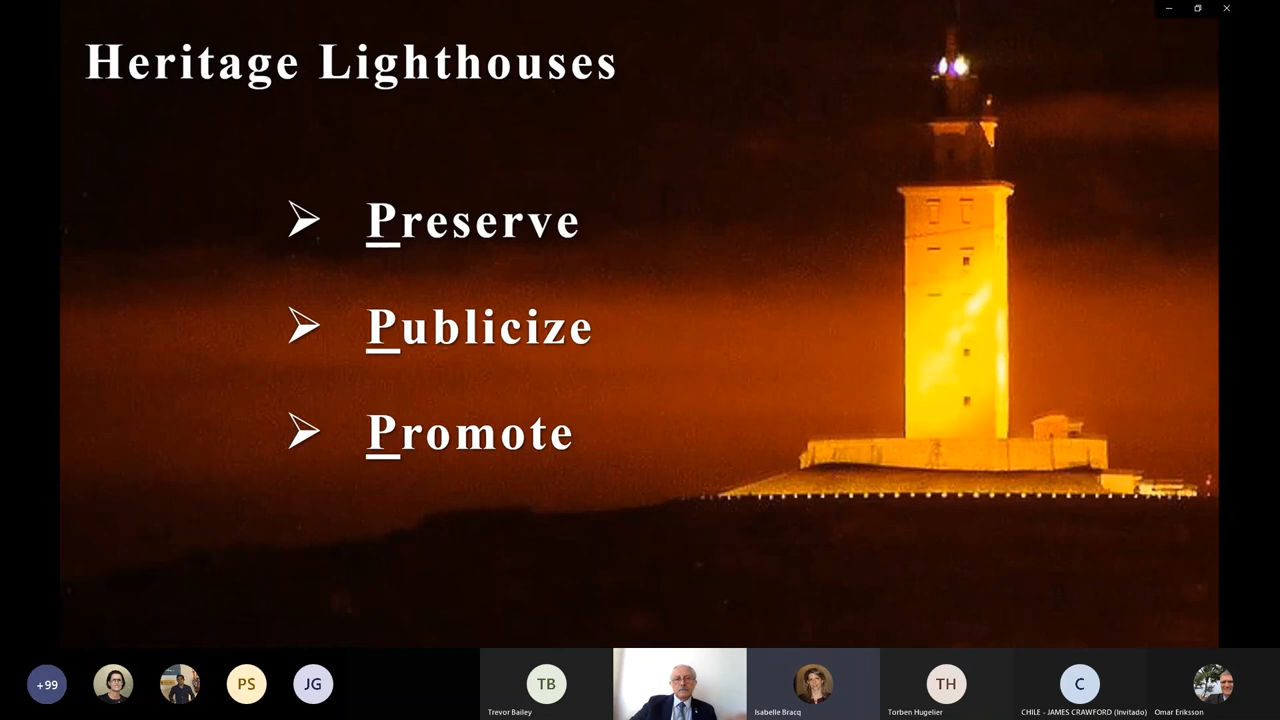 Heritage Lighthouses
Preserve
Publicize
Promote
+99
PS
JG
TB
Trevor Bailey
Isabelle Bracq
TH
Torben Hugelier
C
CHILE - JAMES CRAWFORD (Invitado)
Omar Eriksson